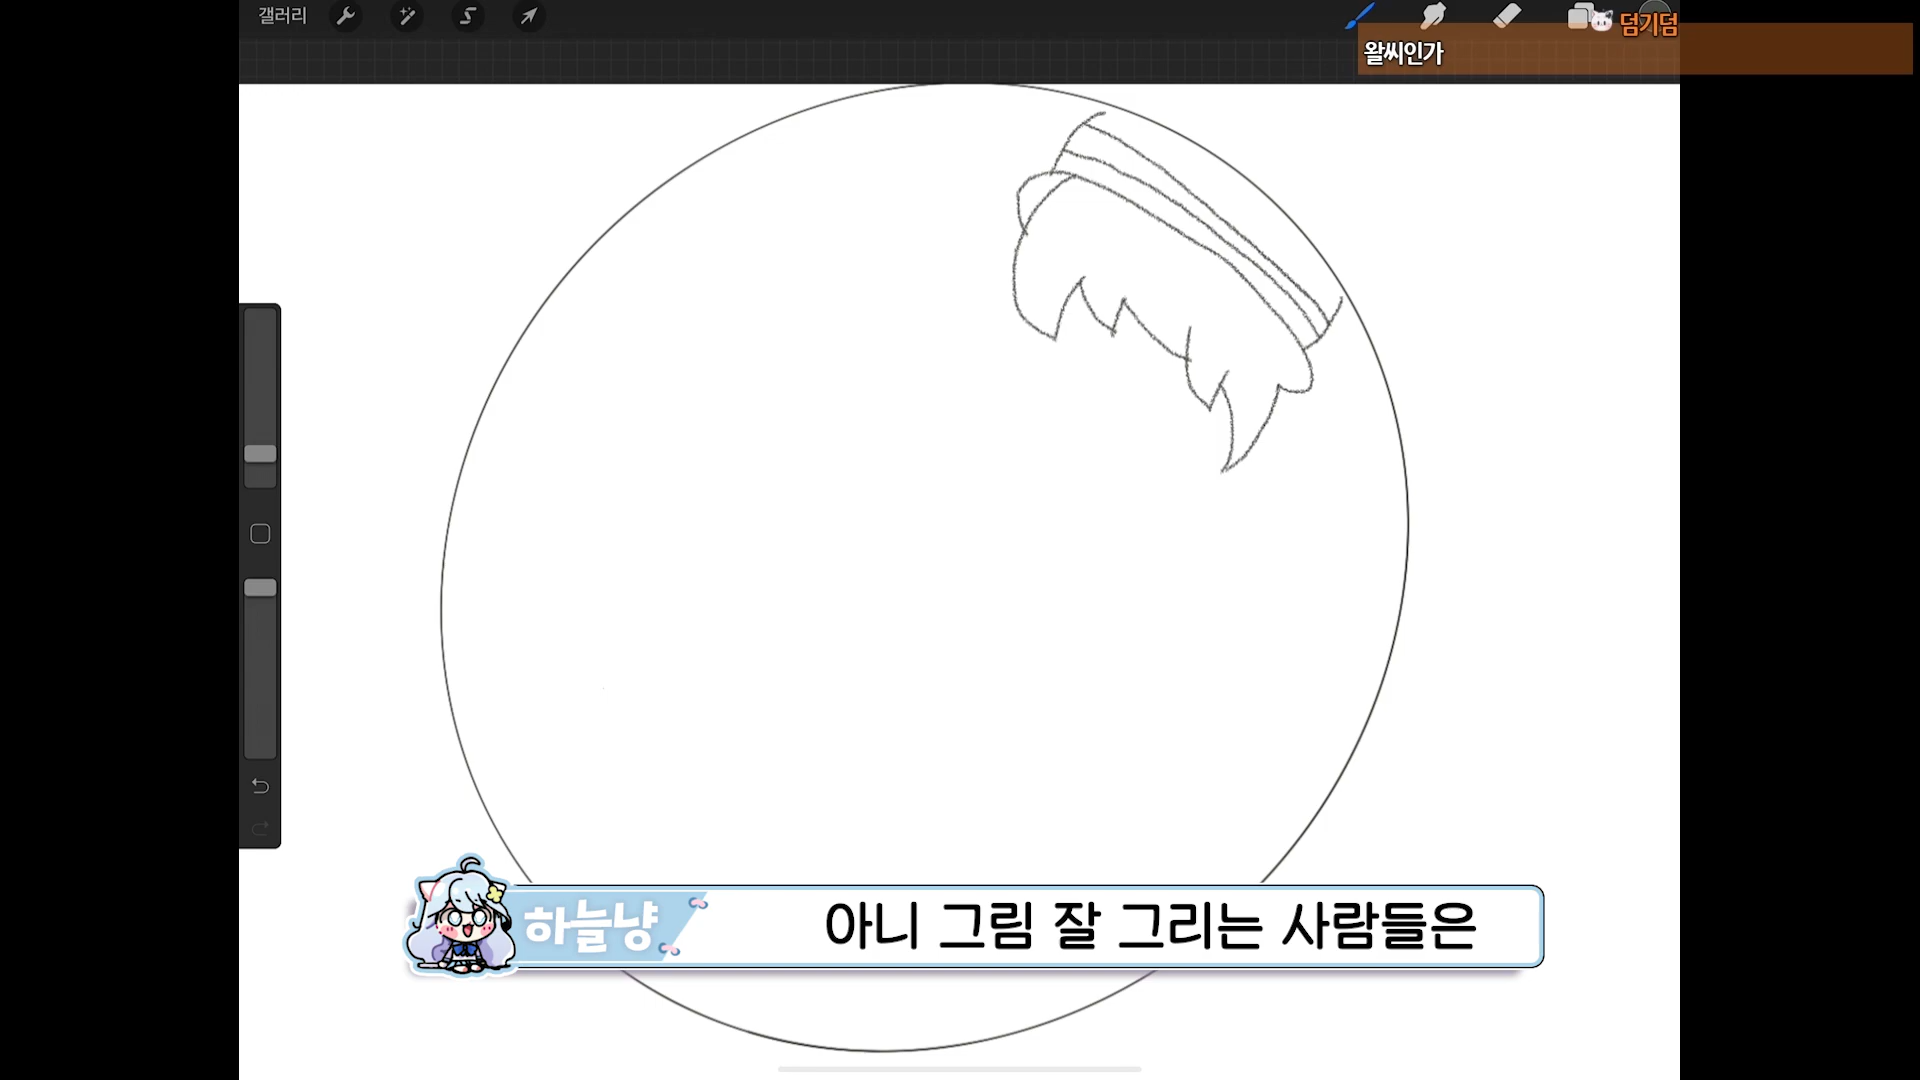 갤러리
덤기덤
왈씨인가
하늘냥
아니 그림 잘 그리는 사람들은